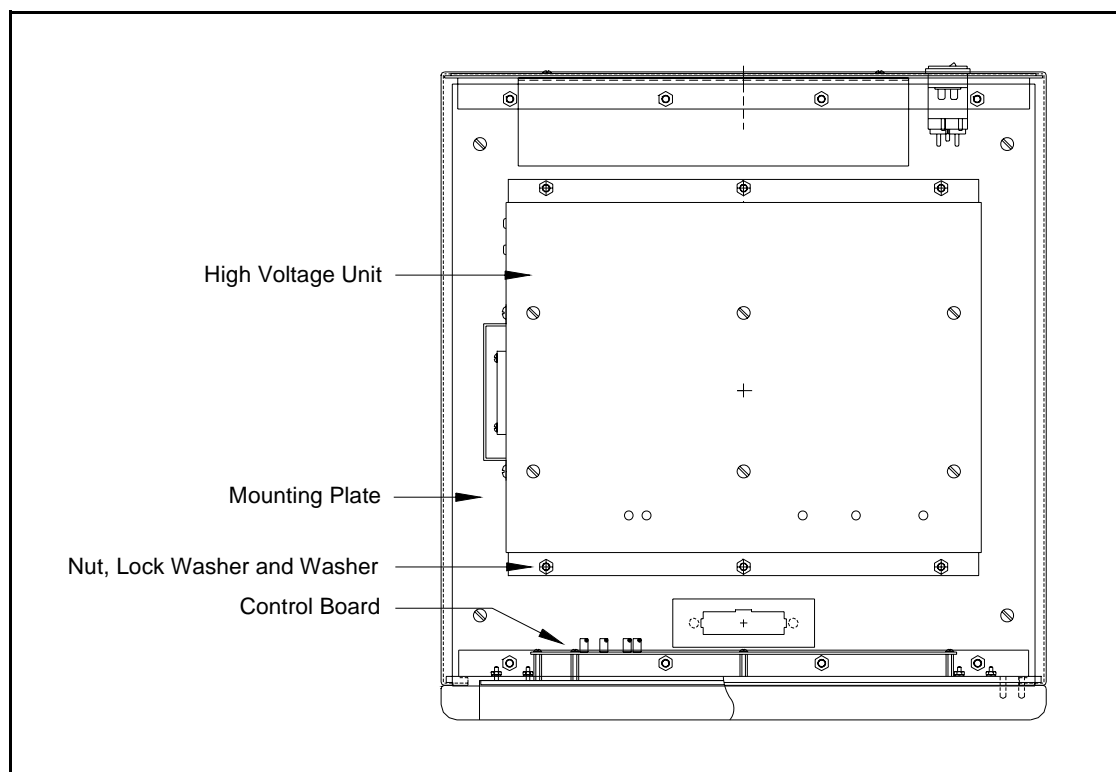 High Voltage Unit
Mounting Plate
Nut, Lock Washer and Washer
Control Board